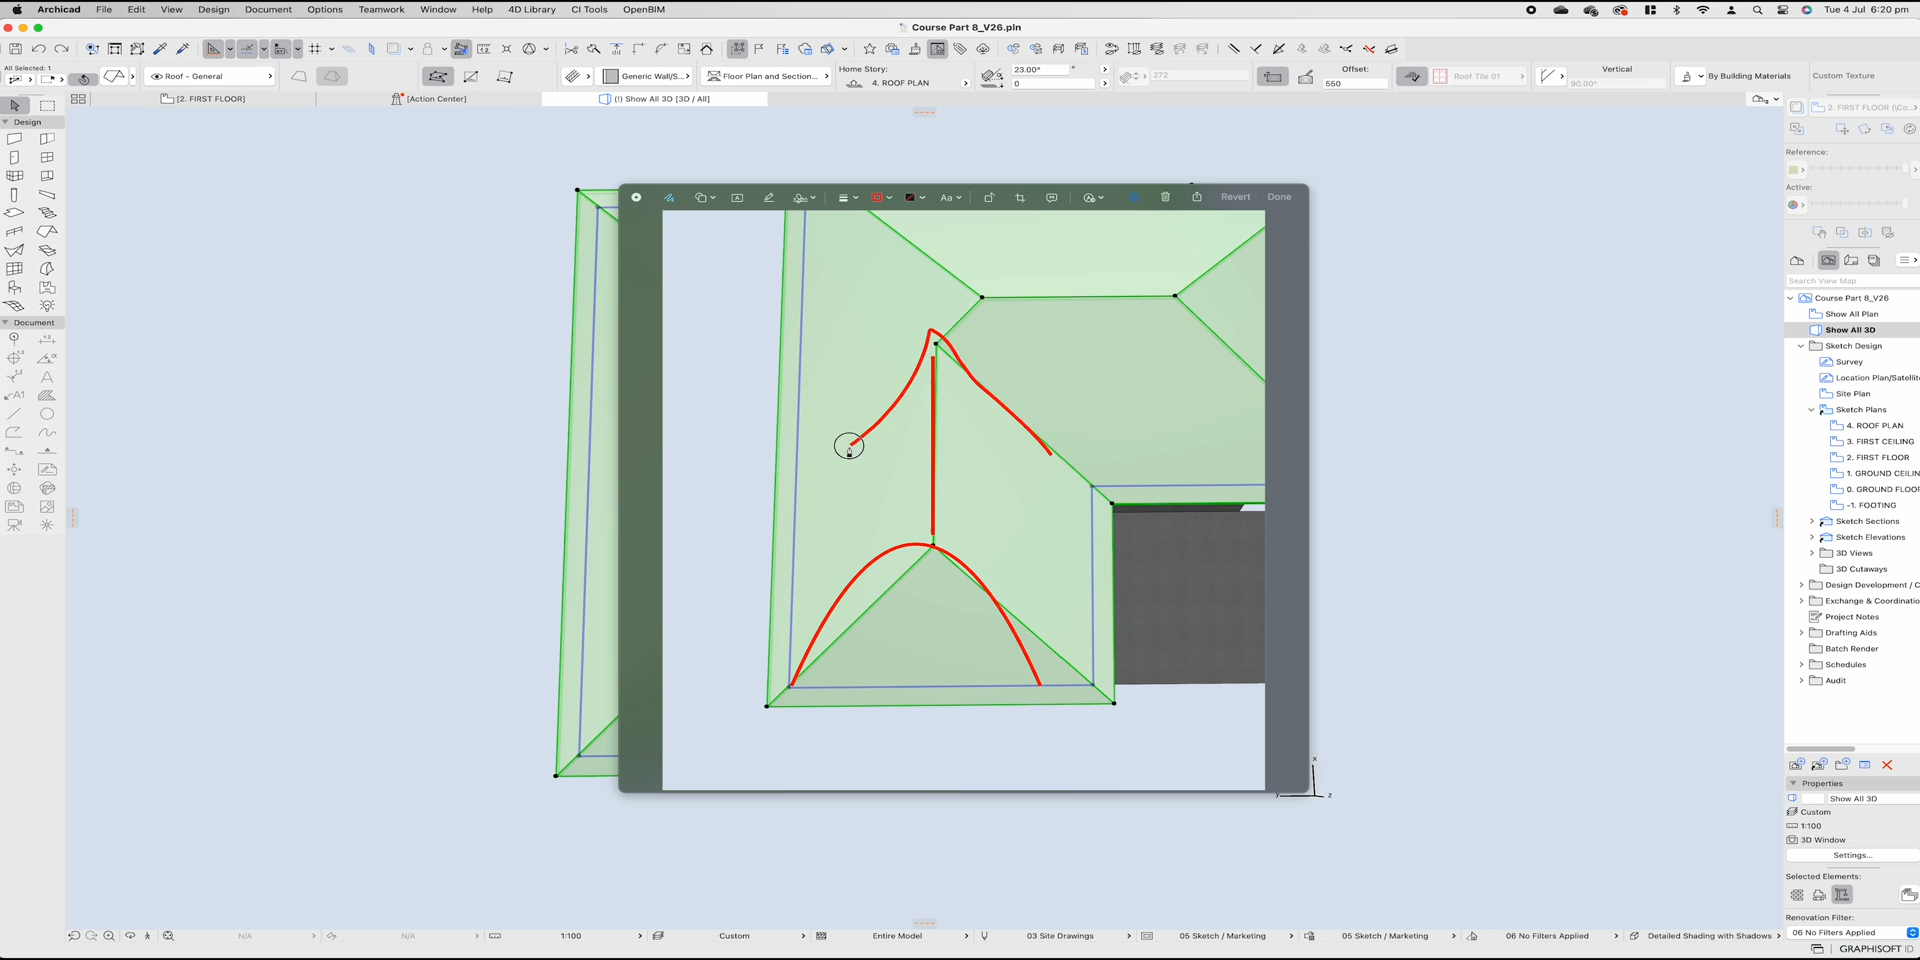 Archicad File Edit View Design Document Options Teamwork Window Help 4D Library CI Tools OpenBIM Tue 4 Jul 6:20 pm
Course Part 8_V26.pln
All Selected: 1
Roof - General
Generic Wall/S...
Floor Plan and Section...
Home Story:
4. ROOF PLAN
23.00°
0
272
Offset:
550
Roof Tile 01
Vertical
90.00°
By Building Materials
Custom Texture
[2. FIRST FLOOR]
[Action Center]
(!) Show All 3D [3D / All]
Design
Document
A
A1
Aa
Revert
Done
x
y
z
2. FIRST FLOOR (\Co...
Reference:
Active:
Search View Map
Course Part 8_V26
Show All Plan
Show All 3D
Sketch Design
Survey
Location Plan/Satellit
Site Plan
Sketch Plans
4. ROOF PLAN
3. FIRST CEILING
2. FIRST FLOOR
1. GROUND CEILIN
0. GROUND FLOOR
-1. FOOTING
Sketch Sections
Sketch Elevations
3D Views
3D Cutaways
Design Development / C
Exchange & Coordinatio
Project Notes
Drafting Aids
Batch Render
Schedules
Audit
Properties
Show All 3D
Custom
1:100
3D Window
Settings...
Selected Elements:
Renovation Filter:
06 No Filters Applied
N/A
N/A
1:100
Custom
Entire Model
03 Site Drawings
05 Sketch / Marketing
05 Sketch / Marketing
06 No Filters Applied
Detailed Shading with Shadows
GRAPHISOFT ID